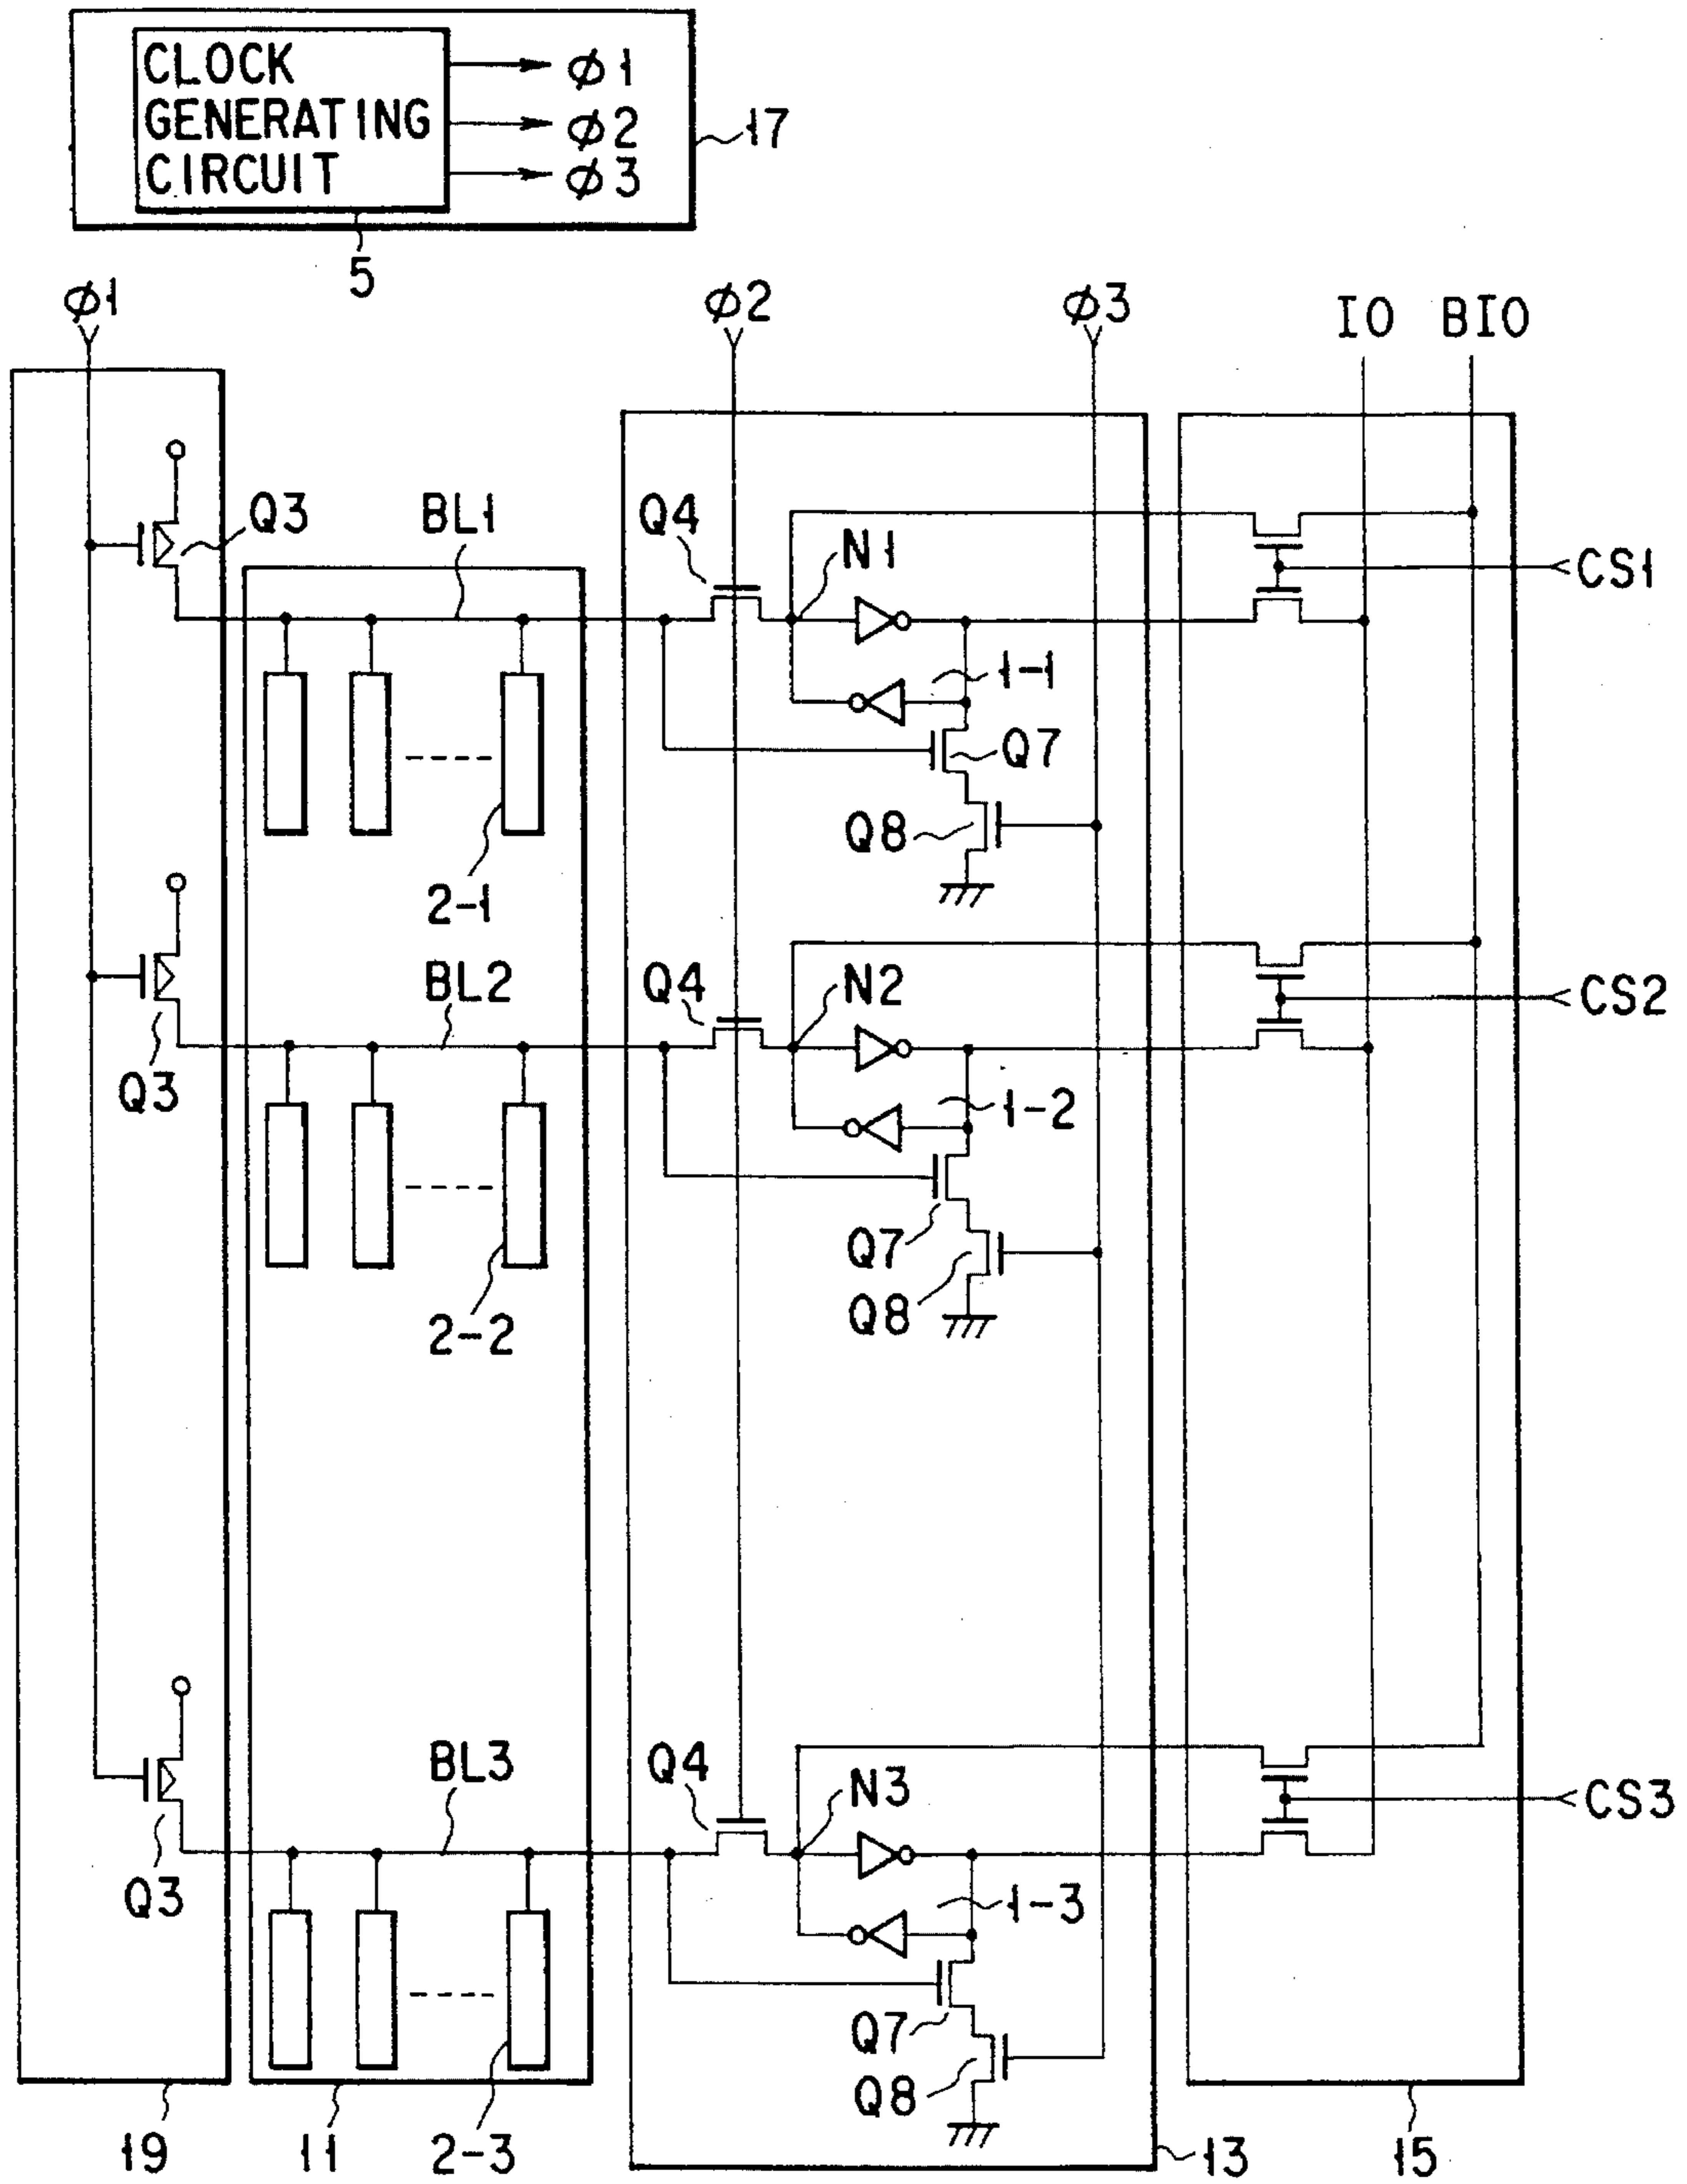 CLOCK
GENERATING
CIRCUIT
φ1
φ2
φ3
17
5
φ1
φ2
φ3
IO
BIO
Q3
BL1
Q4
N1
CS1
1-1
Q7
Q8
2-1
Q3
BL2
Q4
N2
CS2
1-2
Q7
Q8
2-2
Q3
BL3
Q4
N3
CS3
1-3
Q7
Q8
19
11
2-3
13
15